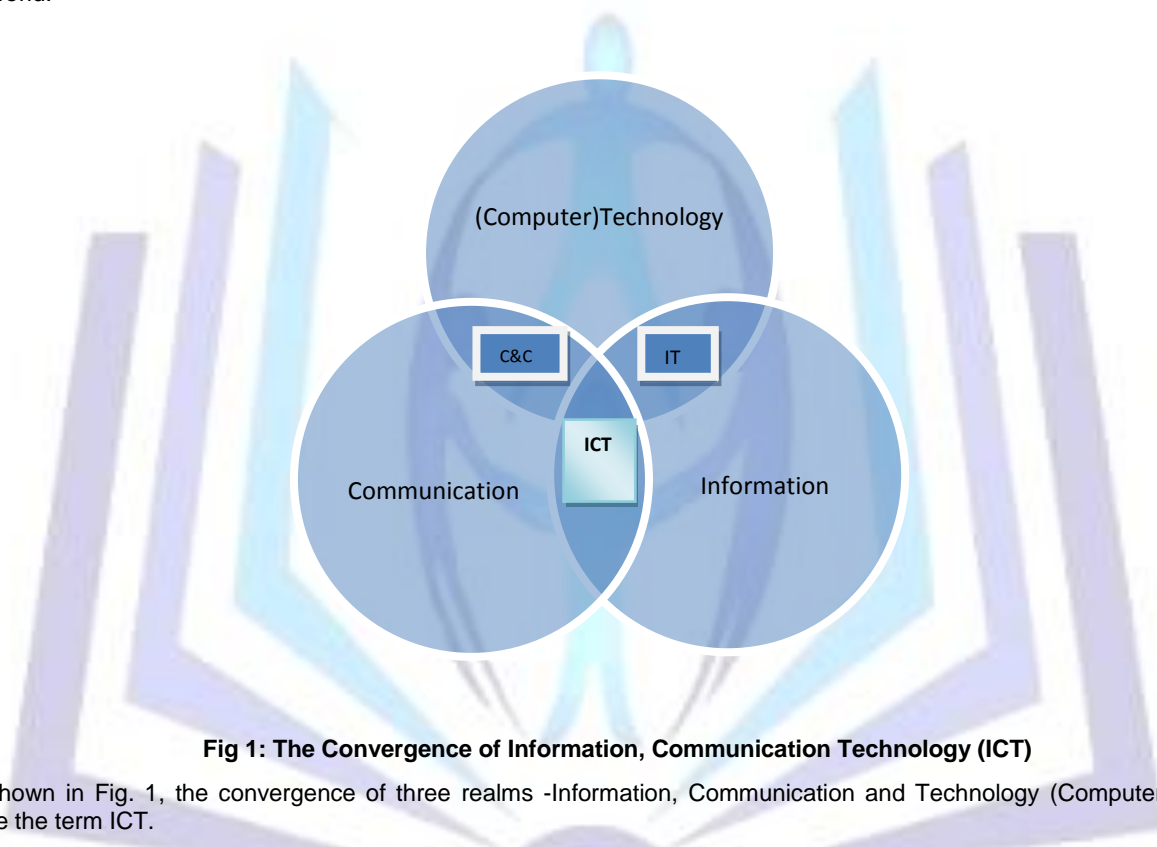 (Computer)Technology
C&C
IT
ICT
Communication
Information
Fig 1: The Convergence of Information, Communication Technology (ICT)
hown in Fig. 1, the convergence of three realms -Information, Communication and Technology (Computer
e the term ICT.